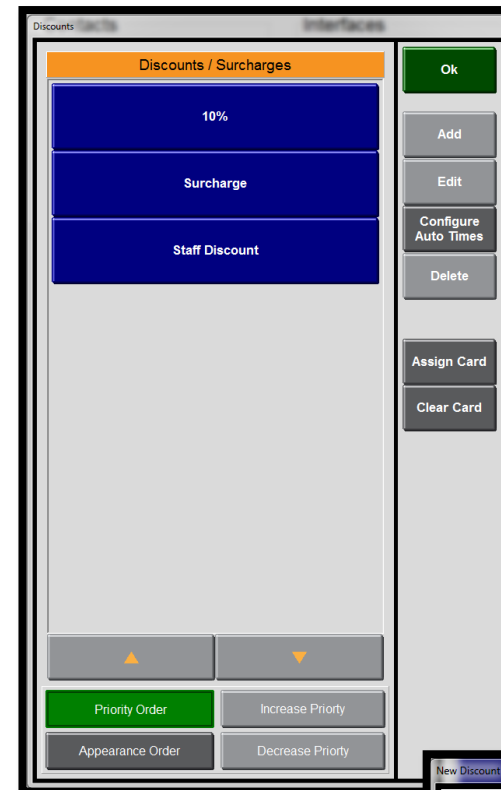 Discounts
Interfaces
Discounts / Surcharges
10%
Surcharge
Staff Discount
Priority Order
Increase Priorty
Appearance Order
Decrease Priorty
Ok
Add
Edit
Configure
Auto Times
Delete
Assign Card
Clear Card
New Discount